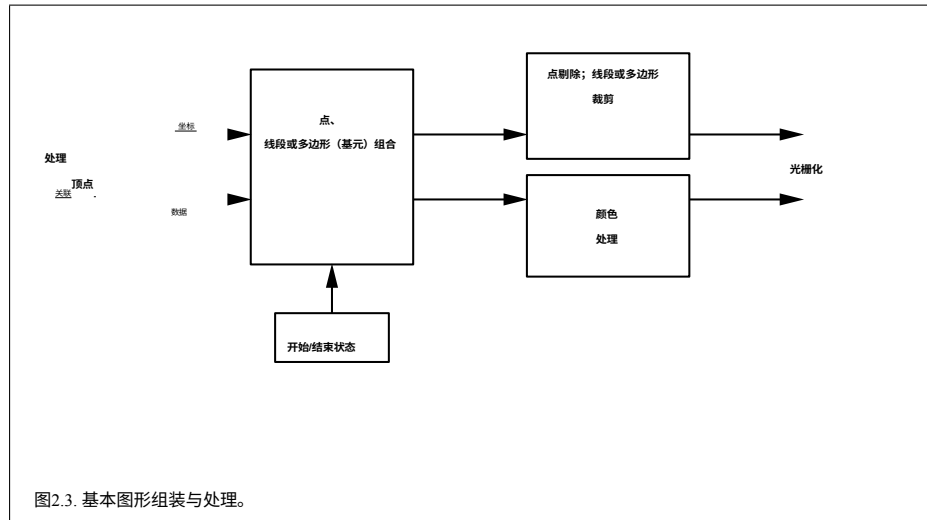 点剔除；线段或多边形
裁剪
点、
线段或多边形（基元）组合
坐标
处理
顶点
关联
.
数据
光栅化
颜色
处理
开始/结束状态
图2.3. 基本图形组装与处理。